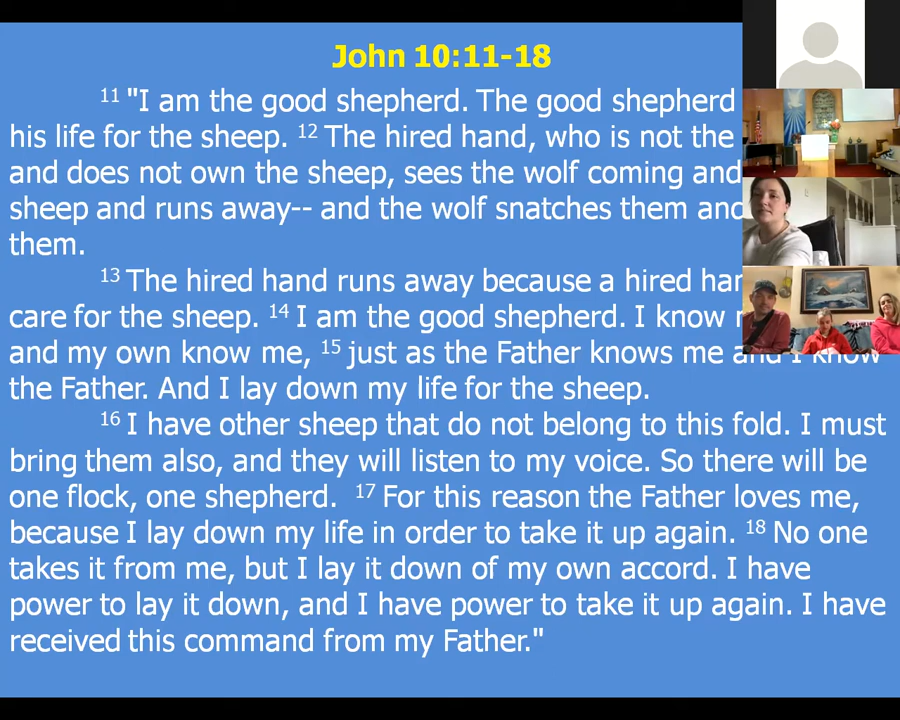 John 10:11-18
11 "I am the good shepherd. The good shepherd
his life for the sheep. 12 The hired hand, who is not the
and does not own the sheep, sees the wolf coming and
sheep and runs away-- and the wolf snatches them and
them.
13 The hired hand runs away because a hired
care for the sheep. 14 I am the good shepherd. I know
and my own know me, 15 just as the Father knows me and I know
the Father. And I lay down my life for the sheep.
16 I have other sheep that do not belong to this fold. I must
bring them also, and they will listen to my voice. So there will be
one flock, one shepherd. 17 For this reason the Father loves me,
because I lay down my life in order to take it up again. 18 No one
takes it from me, but I lay it down of my own accord. I have
power to lay it down, and I have power to take it up again. I have
received this command from my Father."